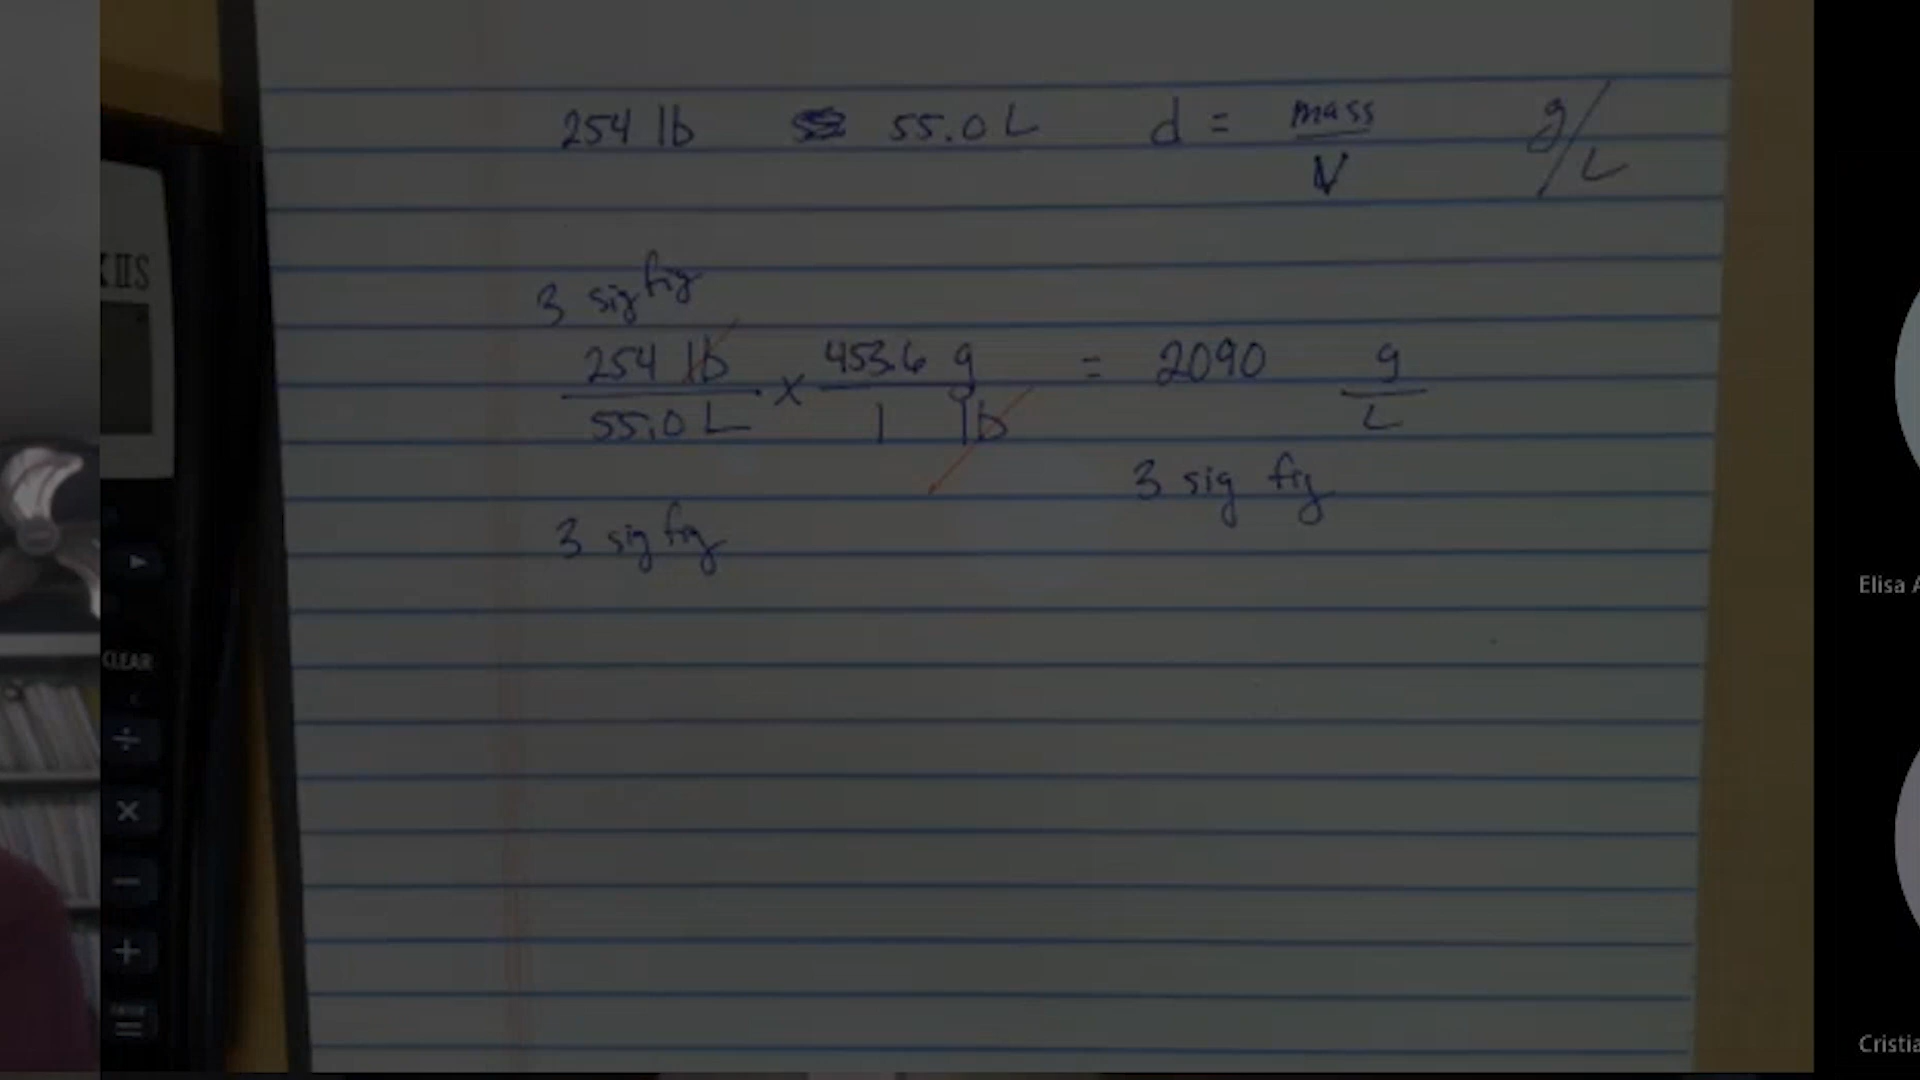 254 lb 55.0 L d = mass / V g/L
3 sig fig
254 lb / 55.0 L x 453.6 g / 1 lb = 2090 g / L
3 sig fig
3 sig fig
IIS
CLEAR
÷
×
−
+
=
Elisa A
Cristia